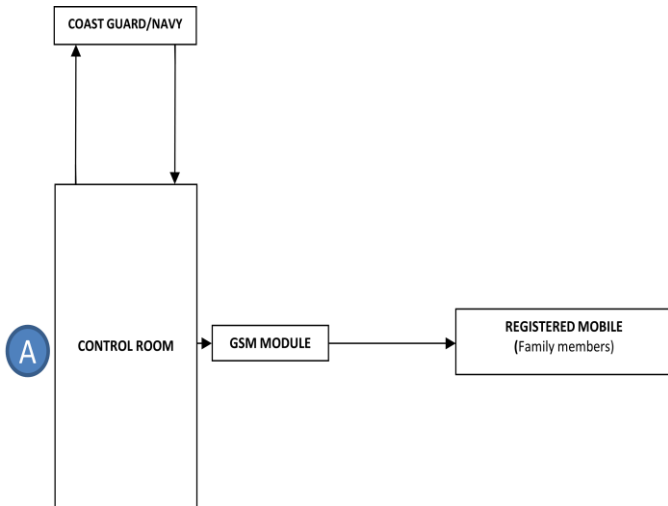 COAST GUARD/NAVY
A
CONTROL ROOM
GSM MODULE
REGISTERED MOBILE
(Family members)